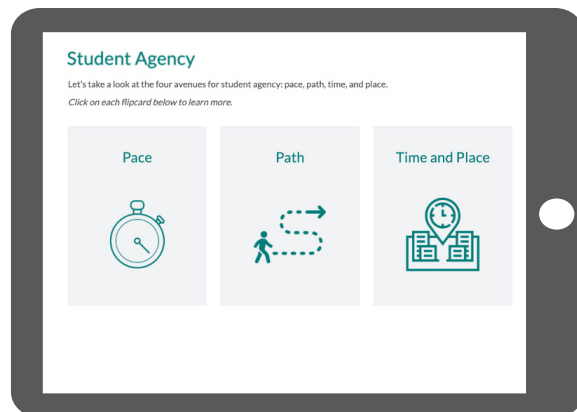 Student Agency
Let's take a look at the four avenues for student agency: pace, path, time, and place.
Click on each flipcard below to learn more.
Pace
Path
Time and Place